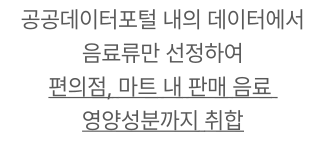 공공데이터포털 내의 데이터에서
음료류만 선정하여
편의점, 마트 내 판매 음료
영양성분까지 취합